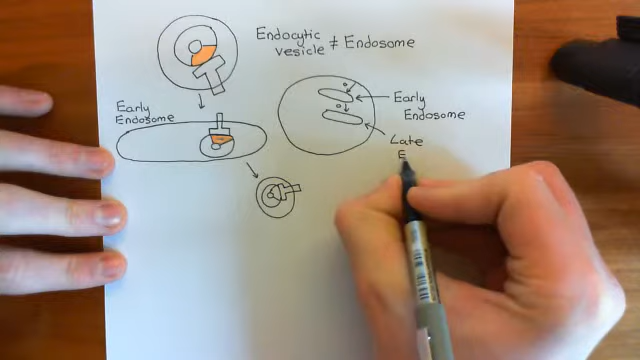 Endocytic
vesicle ≠ Endosome
Early
Endosome
Early
Endosome
Late
E